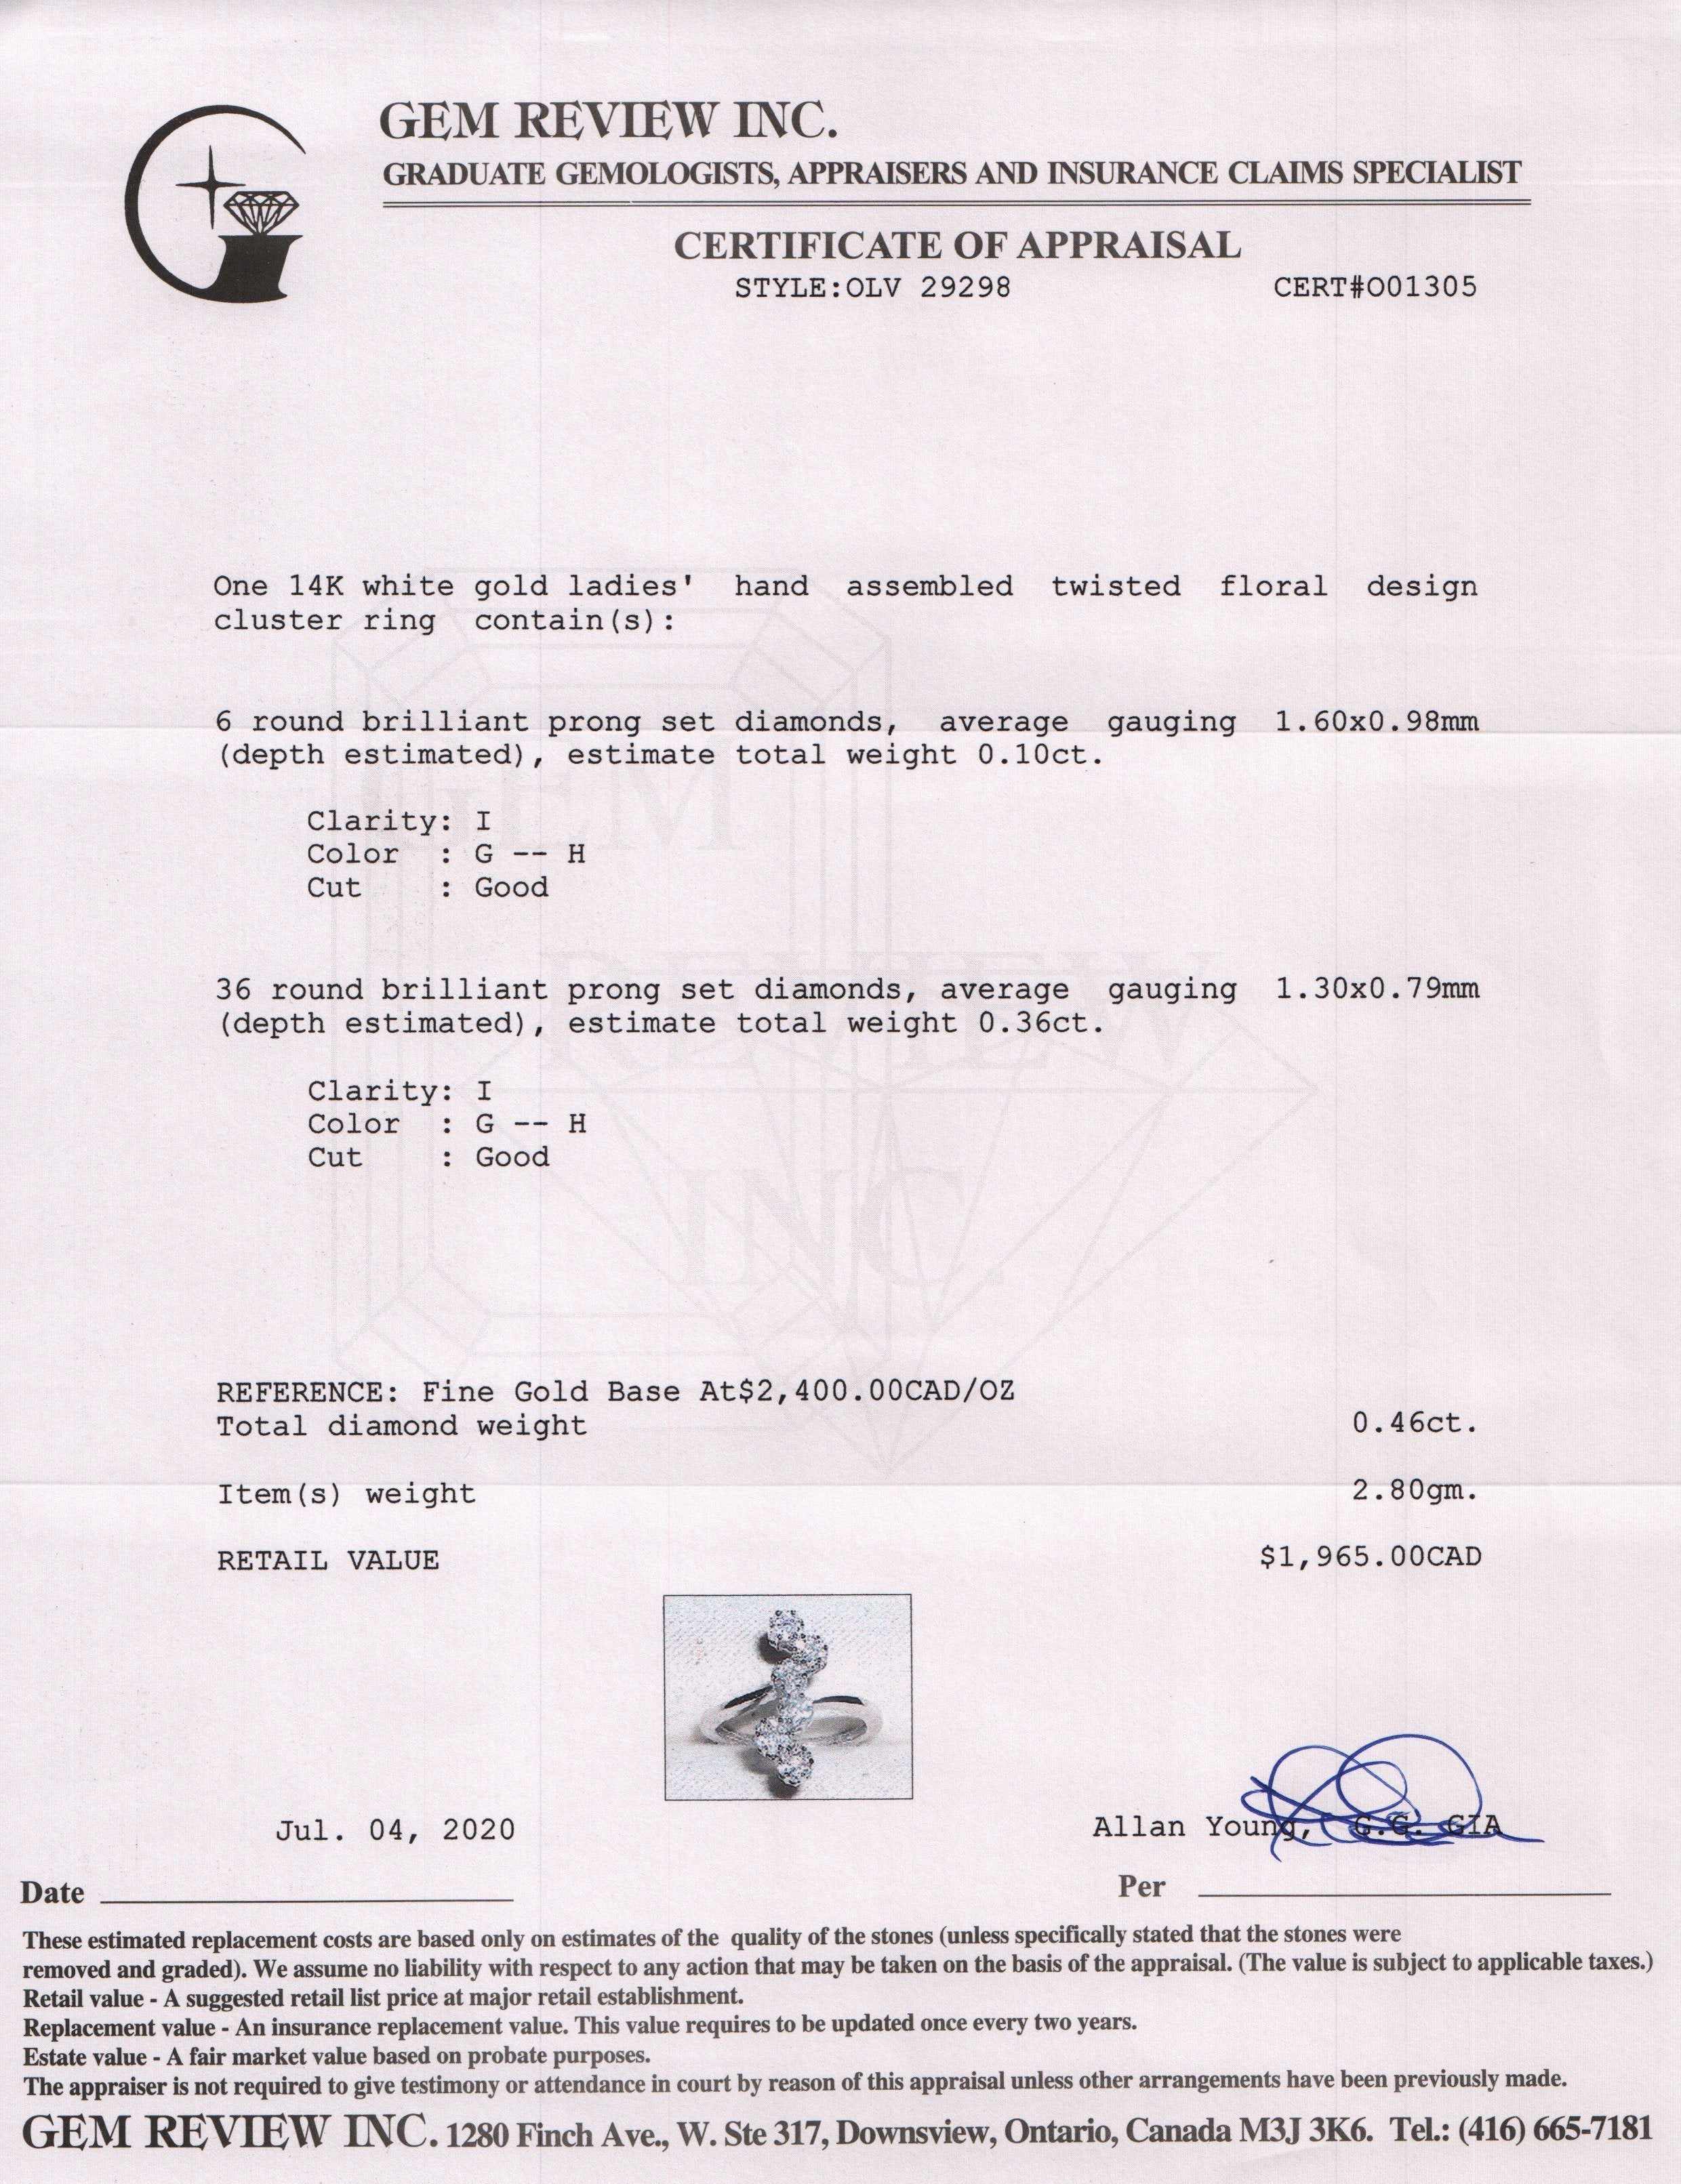 GEM REVIEW INC.
GRADUATE GEMOLOGISTS, APPRAISERS AND INSURANCE CLAIMS SPECIALIST
CERTIFICATE OF APPRAISAL
STYLE:OLV 29298 CERT#O01305
One 14K white gold ladies' hand assembled twisted floral design
cluster ring contain(s):
6 round brilliant prong set diamonds, average gauging 1.60x0.98mm
(depth estimated), estimate total weight 0.10ct.
Clarity: I
Color : G -- H
Cut : Good
36 round brilliant prong set diamonds, average gauging 1.30x0.79mm
(depth estimated), estimate total weight 0.36ct.
Clarity: I
Color : G -- H
Cut : Good
GEM
REVIEW
INC.
REFERENCE: Fine Gold Base At$2,400.00CAD/OZ
Total diamond weight 0.46ct.
Item(s) weight 2.80gm.
RETAIL VALUE $1,965.00CAD
Jul. 04, 2020 Allan Young, G.G. GIA
Date Per
These estimated replacement costs are based only on estimates of the quality of the stones (unless specifically stated that the stones were
removed and graded). We assume no liability with respect to any action that may be taken on the basis of the appraisal. (The value is subject to applicable taxes.)
Retail value - A suggested retail list price at major retail establishment.
Replacement value - An insurance replacement value. This value requires to be updated once every two years.
Estate value - A fair market value based on probate purposes.
The appraiser is not required to give testimony or attendance in court by reason of this appraisal unless other arrangements have been previously made.
GEM REVIEW INC. 1280 Finch Ave., W. Ste 317, Downsview, Ontario, Canada M3J 3K6. Tel.: (416) 665-7181